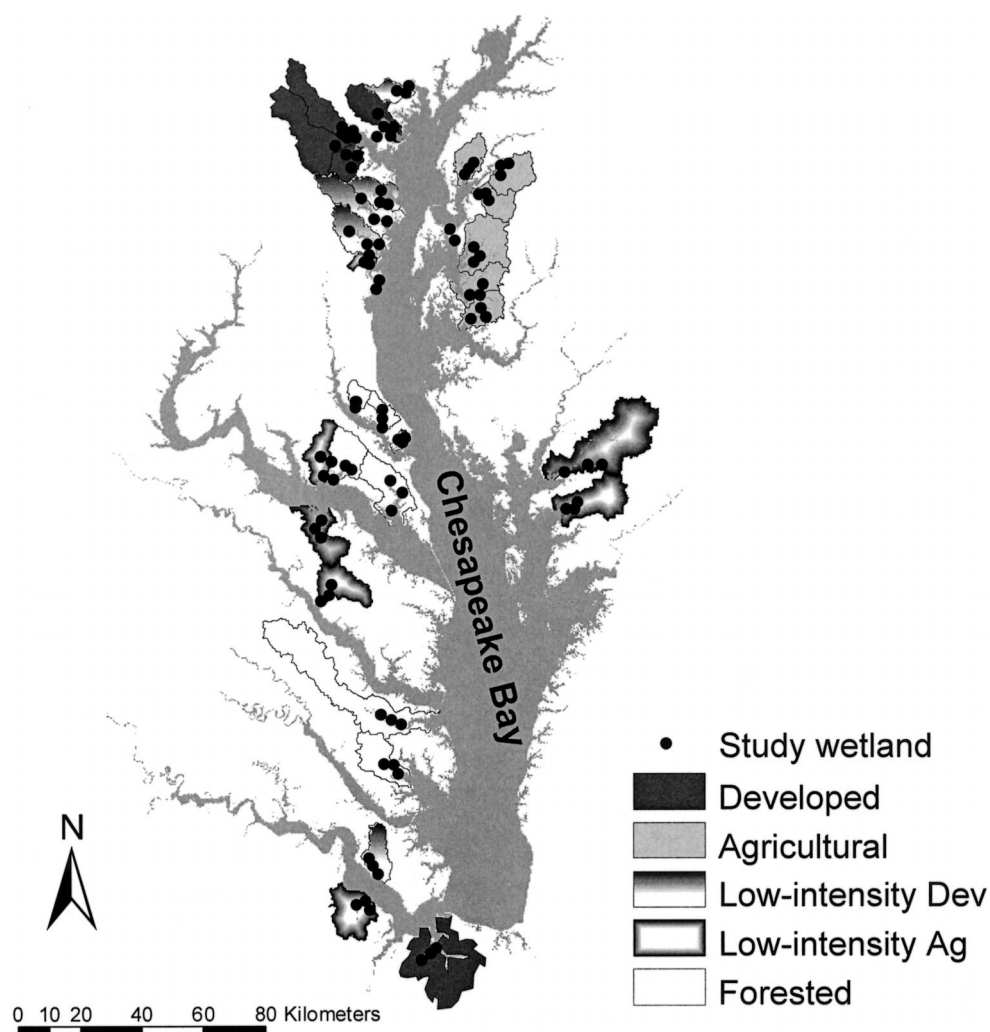 Chesapeake Bay
Study wetland
Developed
Agricultural
Low-intensity Dev
Low-intensity Ag
Forested
N
0 10 20 40 60 80 Kilometers